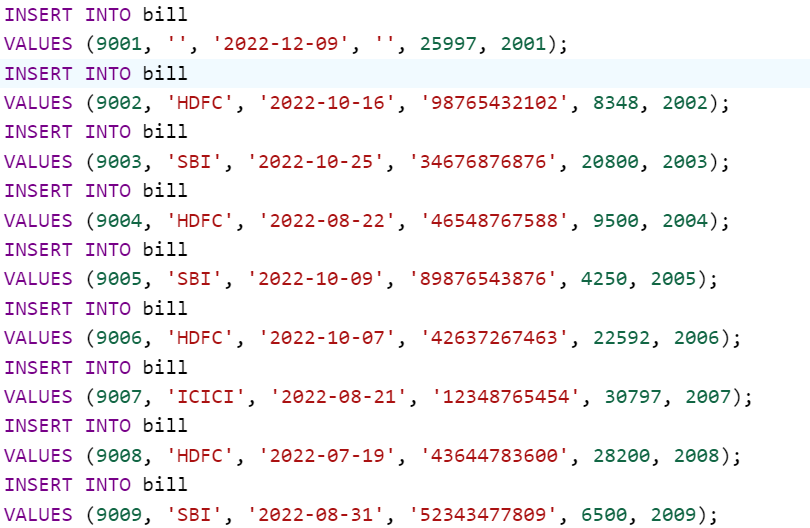 INSERT INTO bill
VALUES (9001, '', '2022-12-09', '', 25997, 2001);
INSERT INTO bill
VALUES (9002, 'HDFC', '2022-10-16', '98765432102', 8348, 2002);
INSERT INTO bill
VALUES (9003, 'SBI', '2022-10-25', '34676876876', 20800, 2003);
INSERT INTO bill
VALUES (9004, 'HDFC', '2022-08-22', '46548767588', 9500, 2004);
INSERT INTO bill
VALUES (9005, 'SBI', '2022-10-09', '89876543876', 4250, 2005);
INSERT INTO bill
VALUES (9006, 'HDFC', '2022-10-07', '42637267463', 22592, 2006);
INSERT INTO bill
VALUES (9007, 'ICICI', '2022-08-21', '12348765454', 30797, 2007);
INSERT INTO bill
VALUES (9008, 'HDFC', '2022-07-19', '43644783600', 28200, 2008);
INSERT INTO bill
VALUES (9009, 'SBI', '2022-08-31', '52343477809', 6500, 2009);